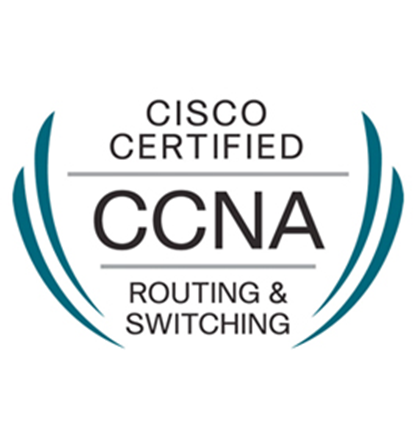 CISCO
CERTIFIED
CCNA
ROUTING &
SWITCHING